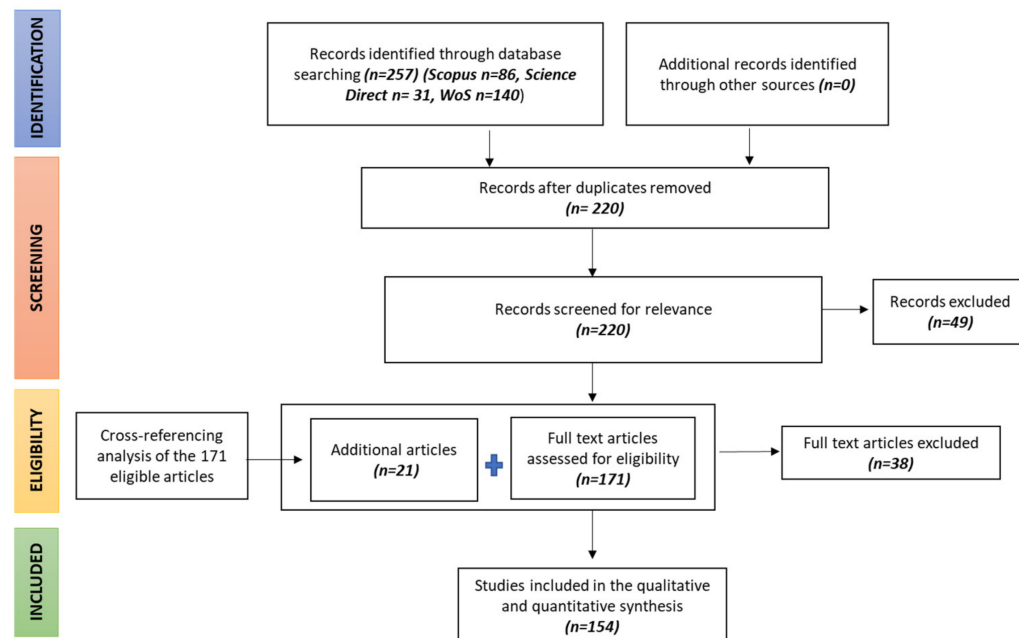 IDENTIFICATION
Records identified through database
searching (n=257) (Scopus n=86, Science
Direct n= 31, WoS n=140)
Additional records identified
through other sources (n=0)
SCREENING
Records after duplicates removed
(n= 220)
Records screened for relevance
(n=220)
Records excluded
(n=49)
ELIGIBILITY
Cross-referencing
analysis of the 171
eligible articles
Additional articles
(n=21)
Full text articles
assessed for eligibility
(n=171)
Full text articles excluded
(n=38)
INCLUDED
Studies included in the qualitative
and quantitative synthesis
(n=154)